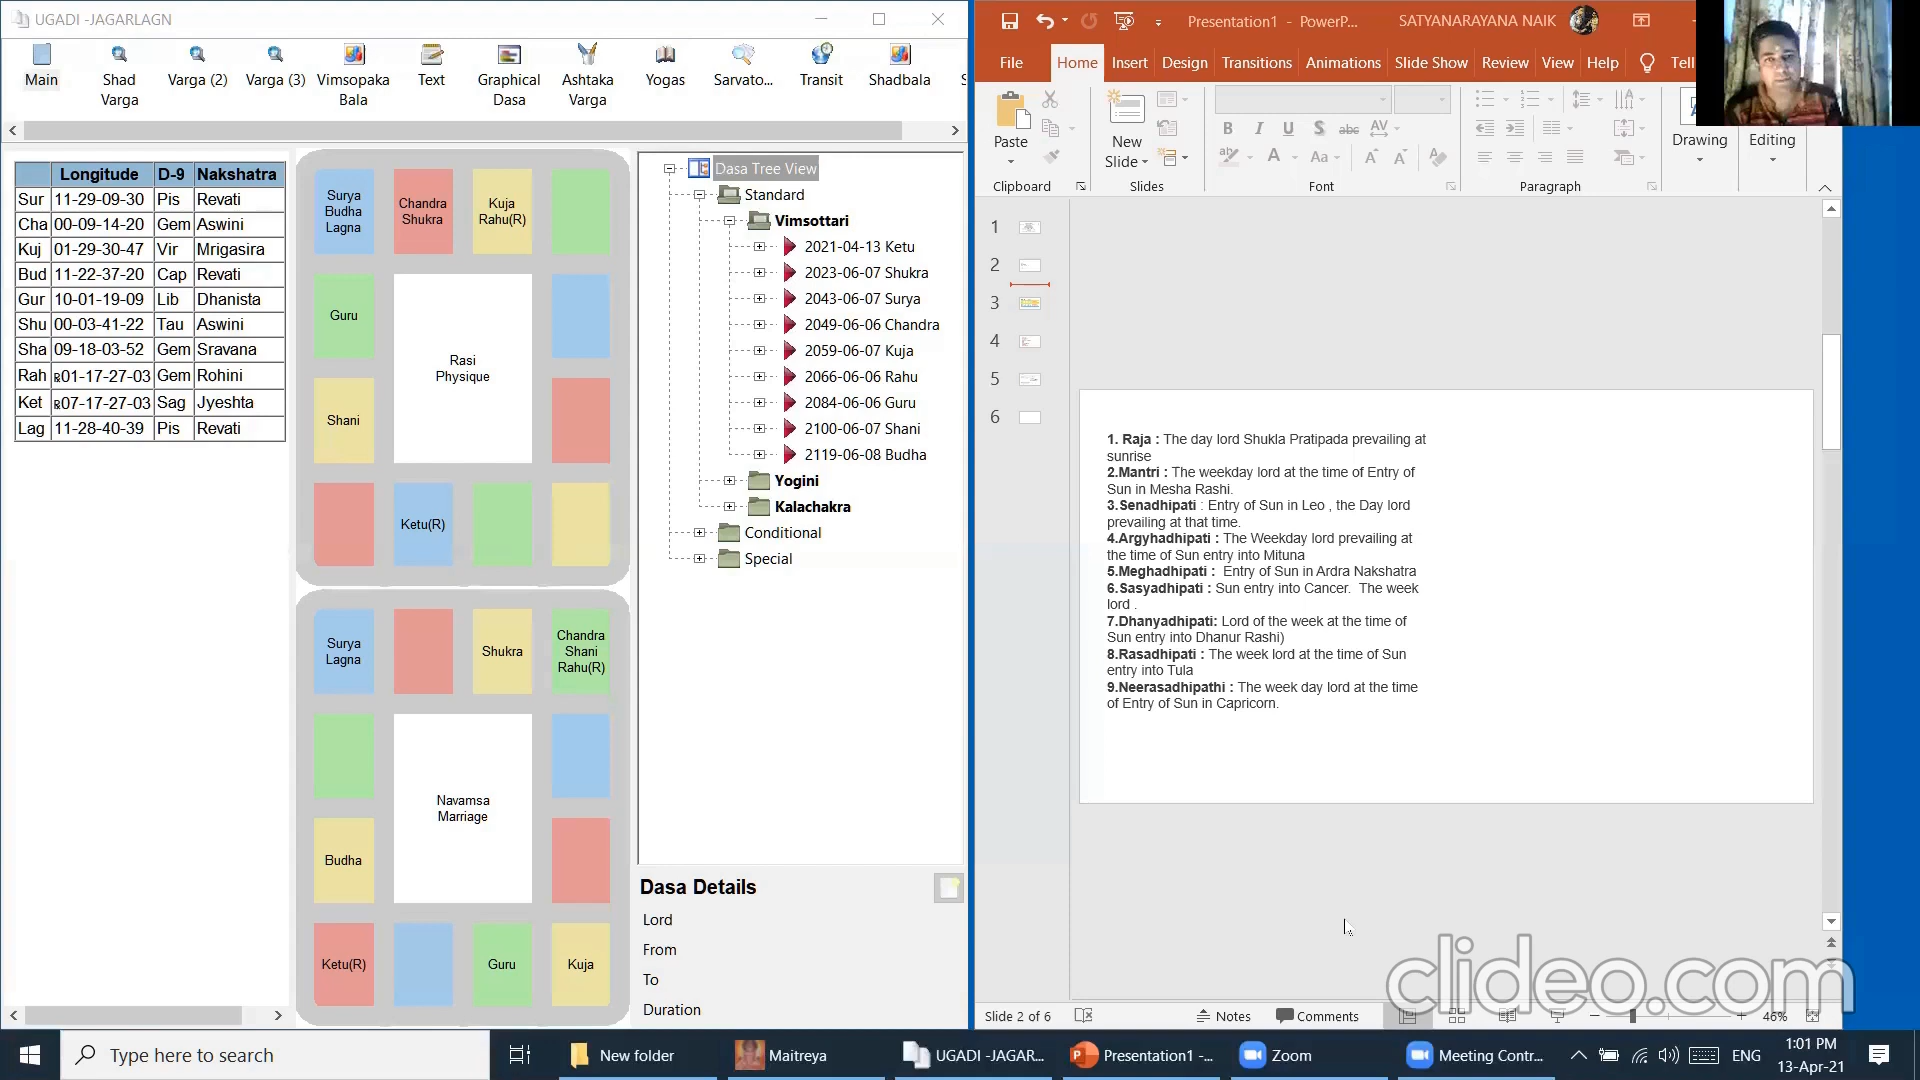 UGADI -JAGARLAGN
Main
Shad Varga
Varga (2)
Varga (3)
Vimsopaka Bala
Text
Graphical Dasa
Ashtaka Varga
Yogas
Sarvato...
Transit
Shadbala
Longitude D-9 Nakshatra
Sur 11-29-09-30 Pis Revati
Cha 00-09-14-20 Gem Aswini
Kuj 01-29-30-47 Vir Mrigasira
Bud 11-22-37-20 Cap Revati
Gur 10-01-19-09 Lib Dhanista
Shu 00-03-41-22 Tau Aswini
Sha 09-18-03-52 Gem Sravana
Rah ℞01-17-27-03 Gem Rohini
Ket ℞07-17-27-03 Sag Jyeshta
Lag 11-28-40-39 Pis Revati
Surya
Budha
Lagna
Chandra
Shukra
Kuja
Rahu(R)
Guru
Rasi
Physique
Shani
Ketu(R)
Surya
Lagna
Shukra
Chandra
Shani
Rahu(R)
Navamsa
Marriage
Budha
Ketu(R)
Guru
Kuja
Dasa Tree View
Standard
Vimsottari
2021-04-13 Ketu
2023-06-07 Shukra
2043-06-07 Surya
2049-06-06 Chandra
2059-06-07 Kuja
2066-06-06 Rahu
2084-06-06 Guru
2100-06-07 Shani
2119-06-08 Budha
Yogini
Kalachakra
Conditional
Special
Dasa Details
Lord
From
To
Duration
Presentation1 - PowerP...
SATYANARAYANA NAIK
File Home Insert Design Transitions Animations Slide Show Review View Help Tell
Paste
New Slide
Drawing
Editing
Clipboard
Slides
Font
Paragraph
1
2
3
4
5
6
1. Raja : The day lord Shukla Pratipada prevailing at
sunrise
2.Mantri : The weekday lord at the time of Entry of
Sun in Mesha Rashi.
3.Senadhipati : Entry of Sun in Leo , the Day lord
prevailing at that time.
4.Argyhadhipati : The Weekday lord prevailing at
the time of Sun entry into Mituna
5.Meghadhipati : Entry of Sun in Ardra Nakshatra
6.Sasyadhipati : Sun entry into Cancer. The week
lord .
7.Dhanyadhipati: Lord of the week at the time of
Sun entry into Dhanur Rashi)
8.Rasadhipati : The week lord at the time of Sun
entry into Tula
9.Neerasadhipathi : The week day lord at the time
of Entry of Sun in Capricorn.
clideo.com
Slide 2 of 6
Notes
Comments
46%
Type here to search
New folder
Maitreya
UGADI -JAGAR...
Presentation1 -...
Zoom
Meeting Contr...
ENG
1:01 PM
13-Apr-21